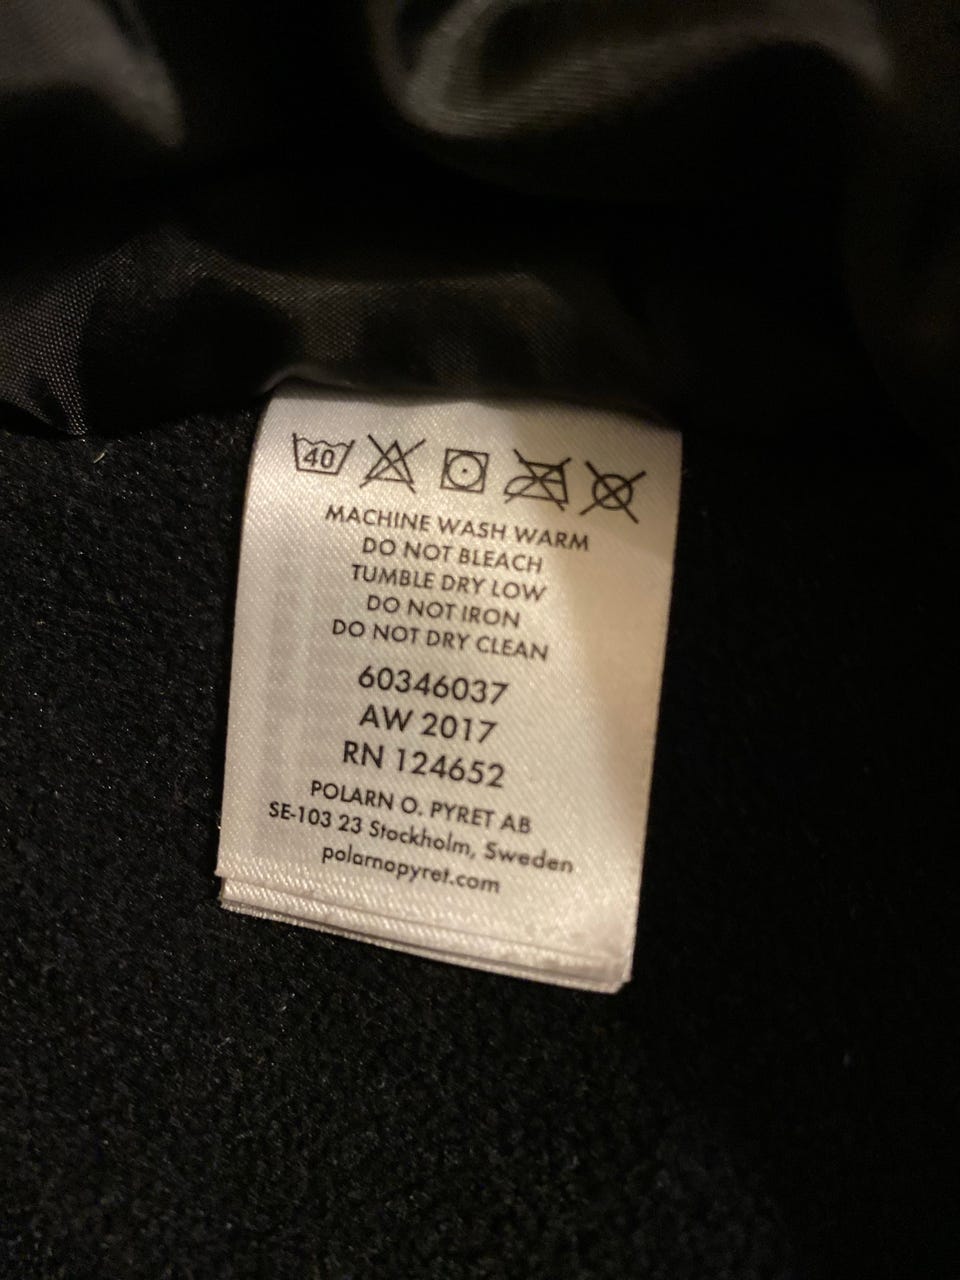 40
MACHINE WASH WARM
DO NOT BLEACH
TUMBLE DRY LOW
DO NOT IRON
DO NOT DRY CLEAN
60346037
AW 2017
RN 124652
POLARN O. PYRET AB
SE-103 23 Stockholm, Sweden
polarnopyret.com